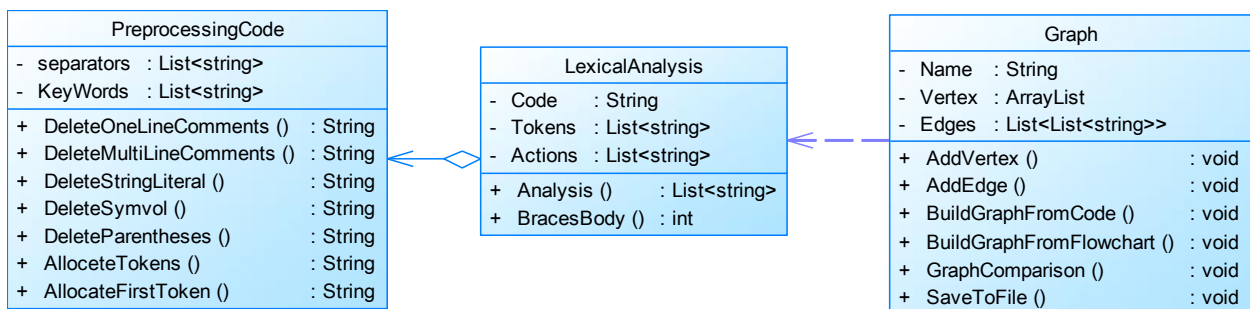 PreprocessingCode
- separators : List<string>
- KeyWords : List<string>
+ DeleteOneLineComments () : String
+ DeleteMultiLineComments () : String
+ DeleteStringLiteral () : String
+ DeleteSymvol () : String
+ DeleteParentheses () : String
+ AlloceteTokens () : String
+ AllocateFirstToken () : String
LexicalAnalysis
- Code : String
- Tokens : List<string>
- Actions : List<string>
+ Analysis () : List<string>
+ BracesBody () : int
Graph
- Name : String
- Vertex : ArrayList
- Edges : List<List<string>>
+ AddVertex () : void
+ AddEdge () : void
+ BuildGraphFromCode () : void
+ BuildGraphFromFlowchart () : void
+ GraphComparison () : void
+ SaveToFile () : void